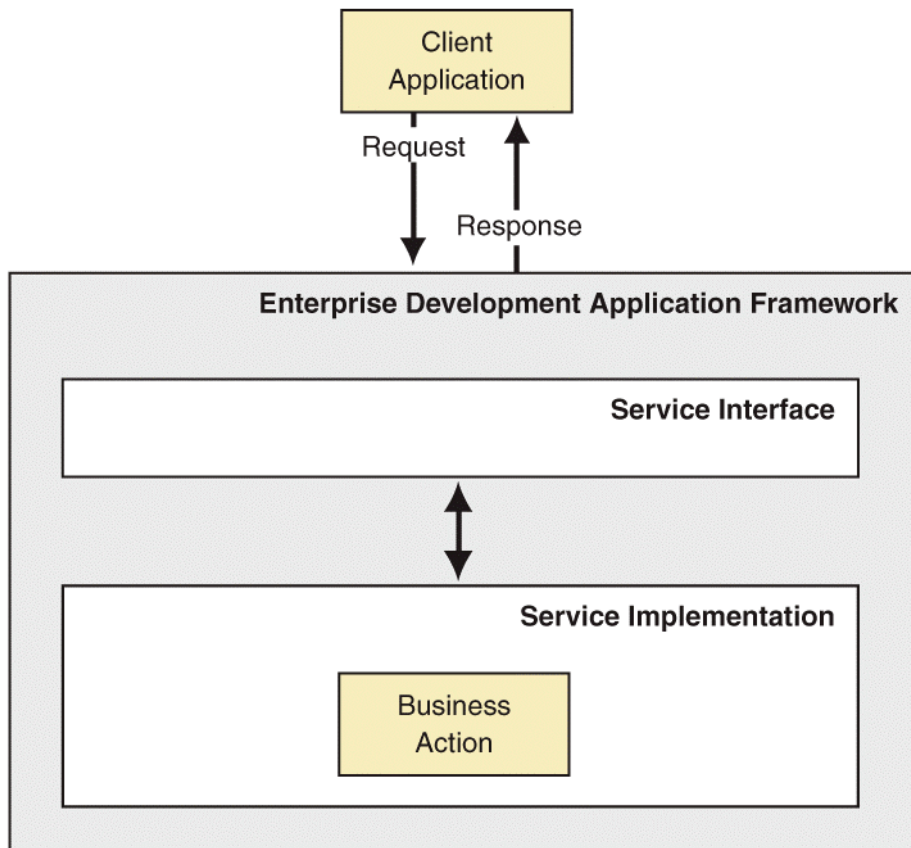 Client
Application
Request
Response
Enterprise Development Application Framework
Service Interface
Service Implementation
Business
Action